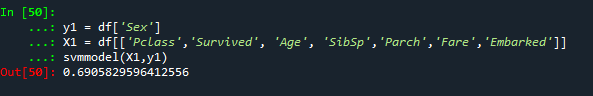 In [50]:
...: y1 = df['Sex']
...: X1 = df[['Pclass','Survived', 'Age', 'SibSp','Parch','Fare','Embarked']]
...: svmmodel(X1,y1)
Out[50]: 0.6905829596412556